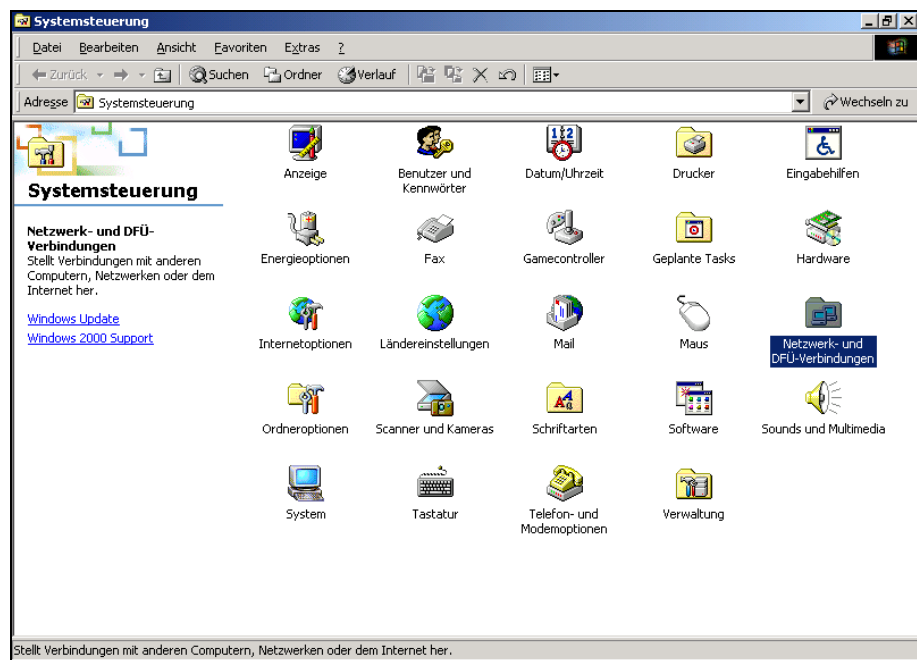 Systemsteuerung
Datei Bearbeiten Ansicht Favoriten Extras ?
Zurück Suchen Ordner Verlauf
Adresse Systemsteuerung Wechseln zu
Systemsteuerung
Netzwerk- und DFÜ-
Verbindungen
Stellt Verbindungen mit anderen
Computern, Netzwerken oder dem
Internet her.
Windows Update
Windows 2000 Support
Anzeige
Benutzer und
Kennwörter
Datum/Uhrzeit
Drucker
Eingabehilfen
Energieoptionen
Fax
Gamecontroller
Geplante Tasks
Hardware
Internetoptionen
Ländereinstellungen
Mail
Maus
Netzwerk- und
DFÜ-Verbindungen
Ordneroptionen
Scanner und Kameras
Schriftarten
Software
Sounds und Multimedia
System
Tastatur
Telefon- und
Modemoptionen
Verwaltung
Stellt Verbindungen mit anderen Computern, Netzwerken oder dem Internet her.